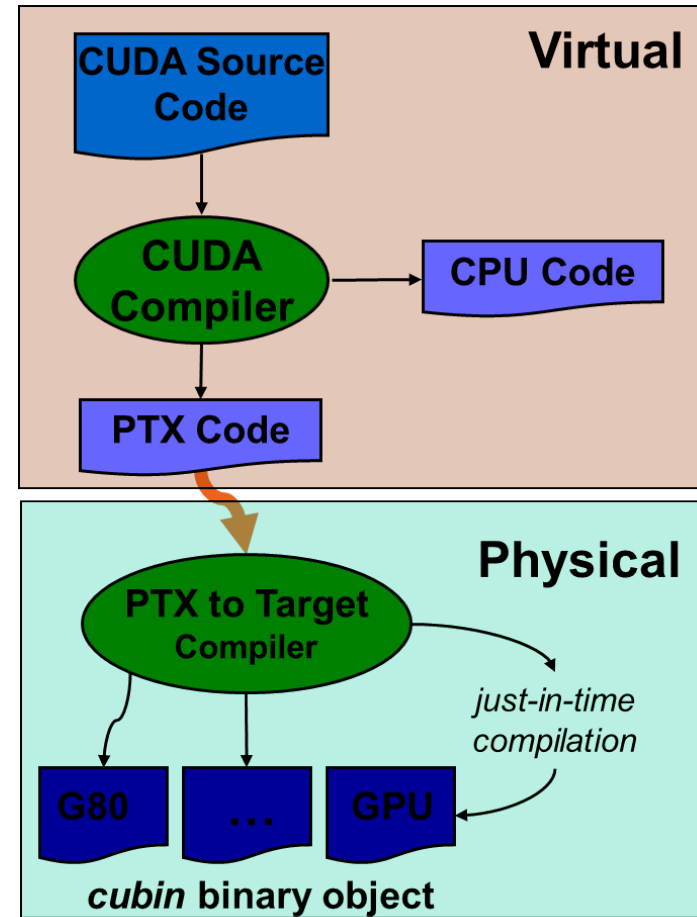 Virtual
CUDA Source
Code
CUDA
Compiler
CPU Code
PTX Code
Physical
PTX to Target
Compiler
just-in-time
compilation
G80
...
GPU
cubin binary object